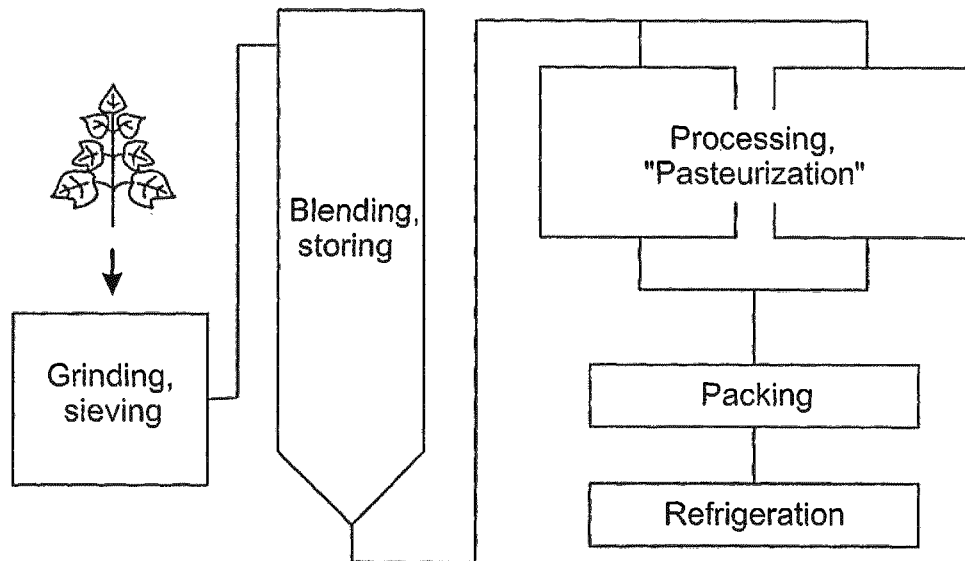 Grinding,
sieving
Blending,
storing
Processing,
"Pasteurization"
Packing
Refrigeration